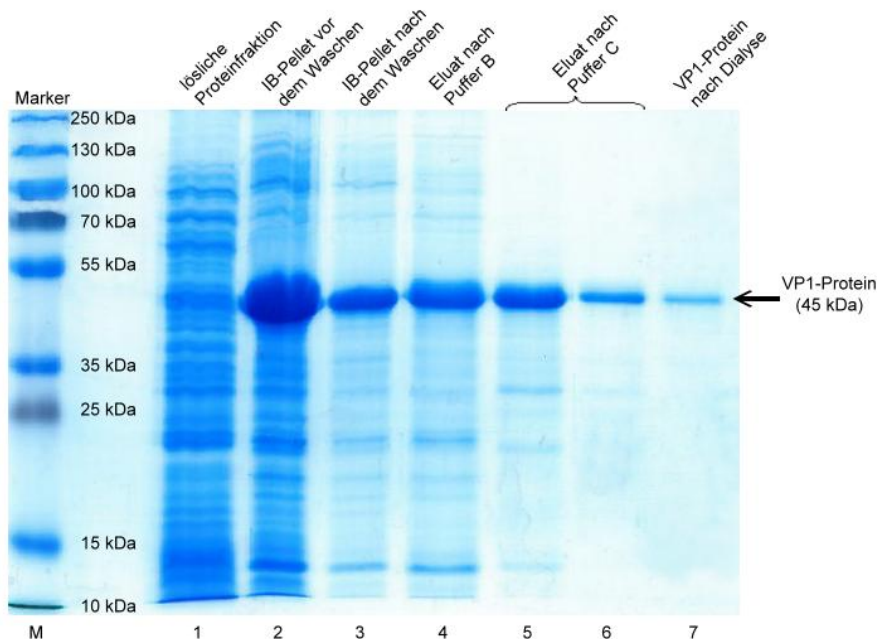 Marker
lösliche
Proteinfraktion
IB-Pellet vor
dem Waschen
IB-Pellet nach
dem Waschen
Eluat nach
Puffer B
Eluat nach
Puffer C
VP1-Protein
nach Dialyse
250 kDa
130 kDa
100 kDa
70 kDa
55 kDa
35 kDa
25 kDa
15 kDa
10 kDa
VP1-Protein
(45 kDa)
M 1 2 3 4 5 6 7